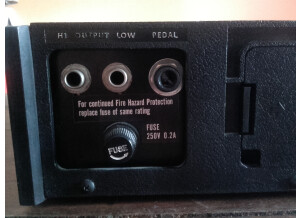 HI OUTPUT LOW PEDAL
For continued Fire Hazard Protection
replace fuse of same rating
FUSE
250V 0.2A
FUSE